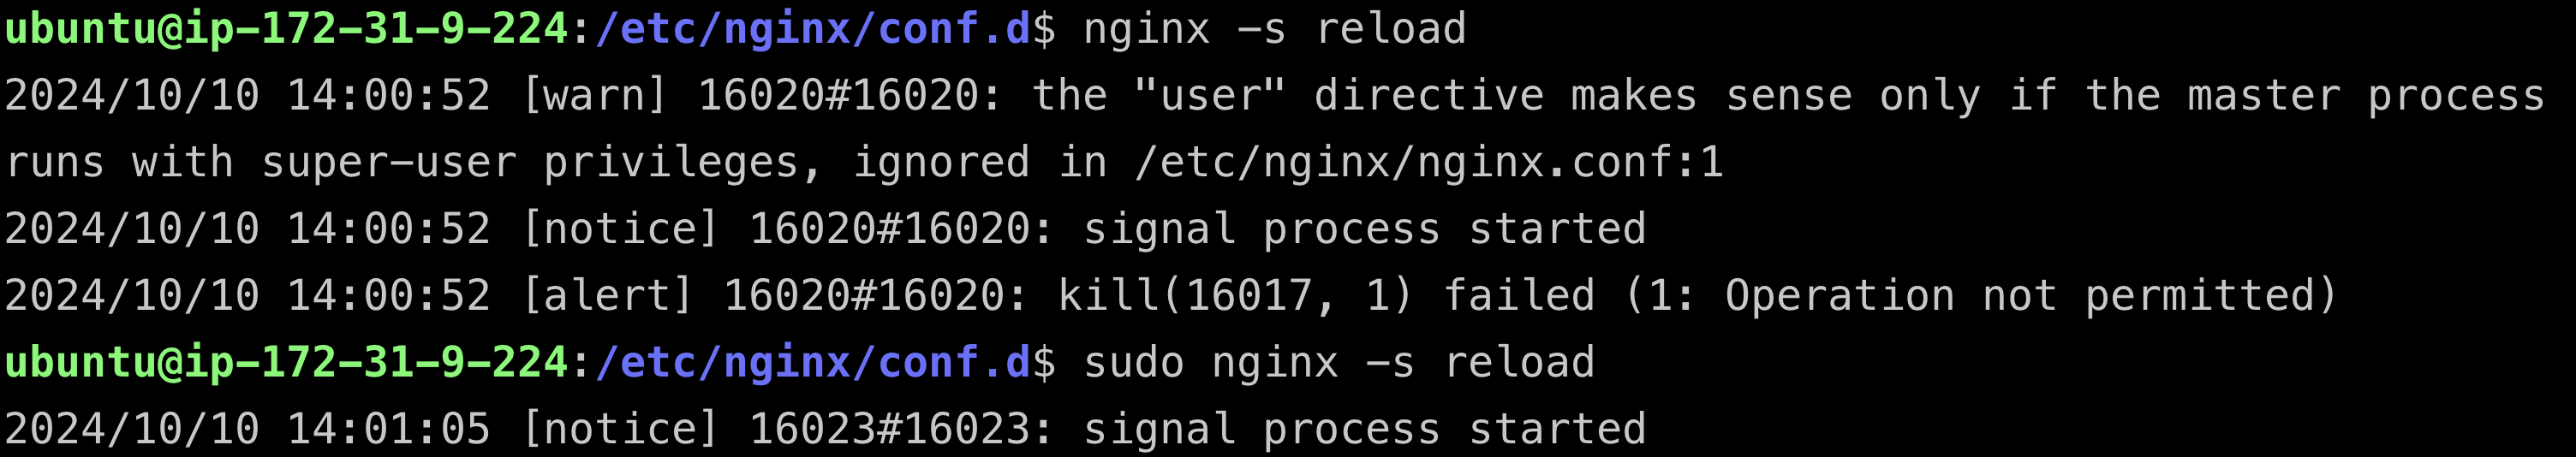 ubuntu@ip-172-31-9-224:/etc/nginx/conf.d$ nginx -s reload
2024/10/10 14:00:52 [warn] 16020#16020: the "user" directive makes sense only if the master process
runs with super-user privileges, ignored in /etc/nginx/nginx.conf:1
2024/10/10 14:00:52 [notice] 16020#16020: signal process started
2024/10/10 14:00:52 [alert] 16020#16020: kill(16017, 1) failed (1: Operation not permitted)
ubuntu@ip-172-31-9-224:/etc/nginx/conf.d$ sudo nginx -s reload
2024/10/10 14:01:05 [notice] 16023#16023: signal process started